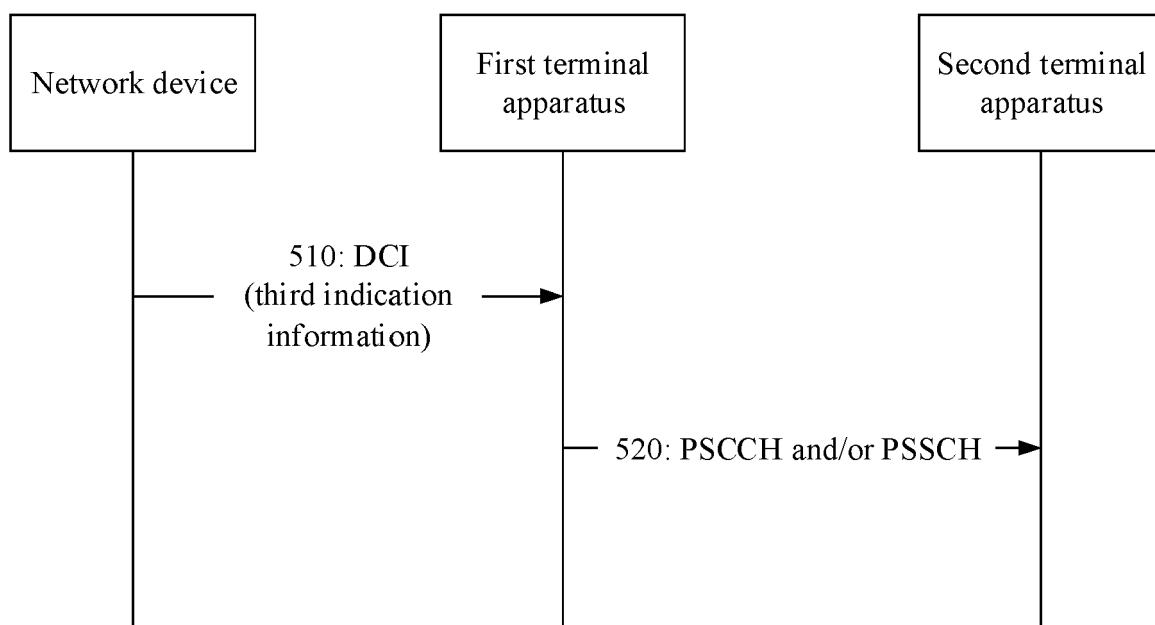 Network device
First terminal
apparatus
Second terminal
apparatus
510: DCI
(third indication
information)
520: PSCCH and/or PSSCH